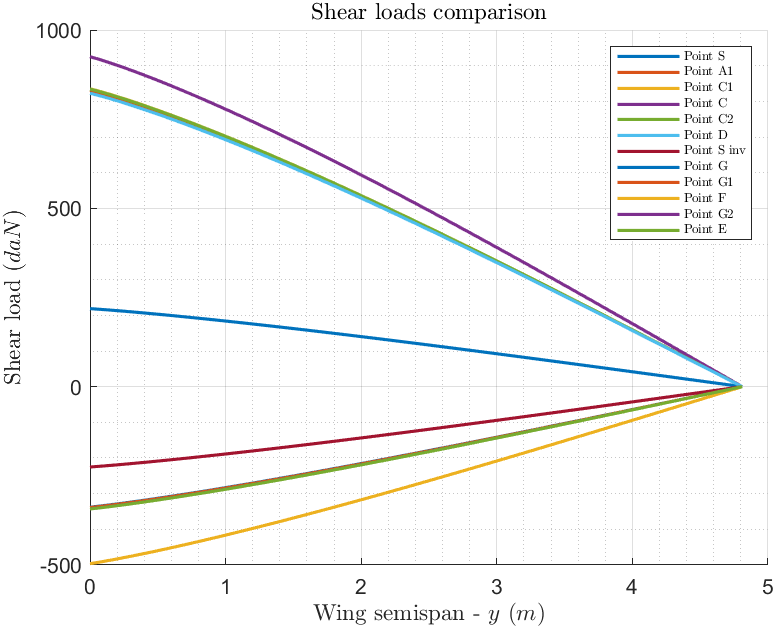 Shear loads comparison
1000
500
0
-500
Shear load (daN)
Point S
Point A1
Point C1
Point C
Point C2
Point D
Point S inv
Point G
Point G1
Point F
Point G2
Point E
0 1 2 3 4 5
Wing semispan - y (m)